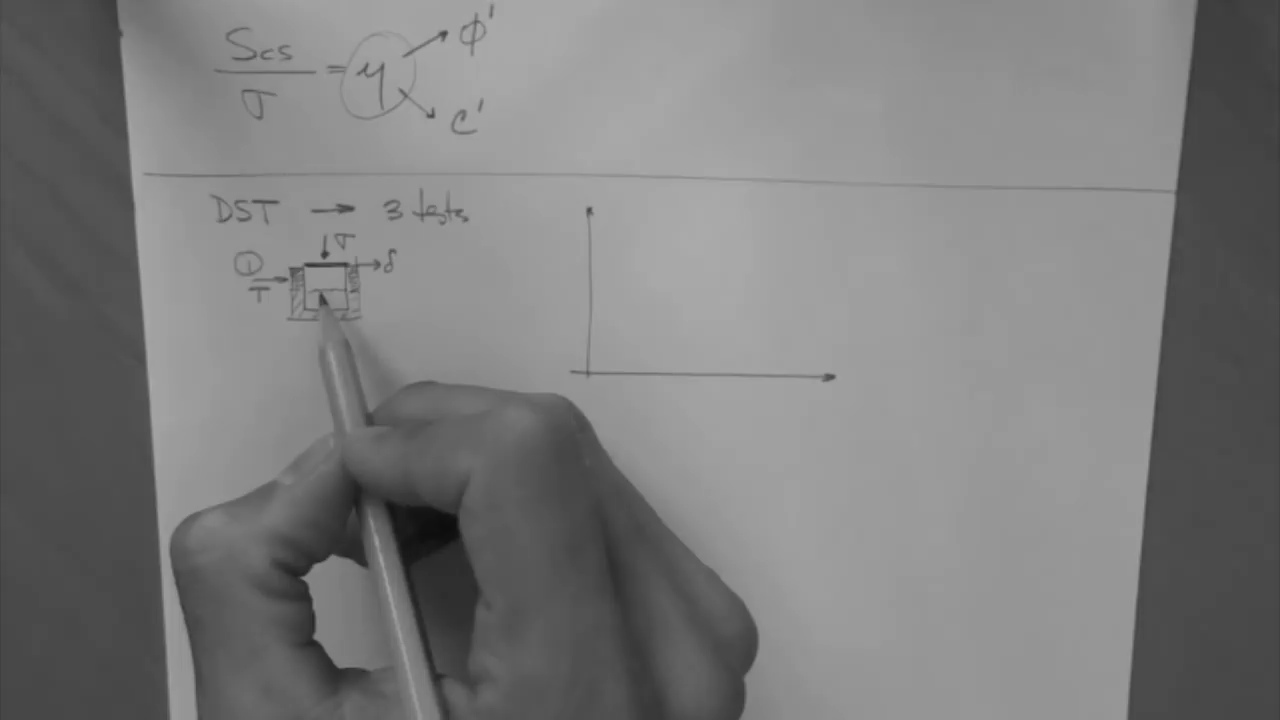 Scs / σ = η → φ'
→ c'
DST → 3 tests
① T σ δ